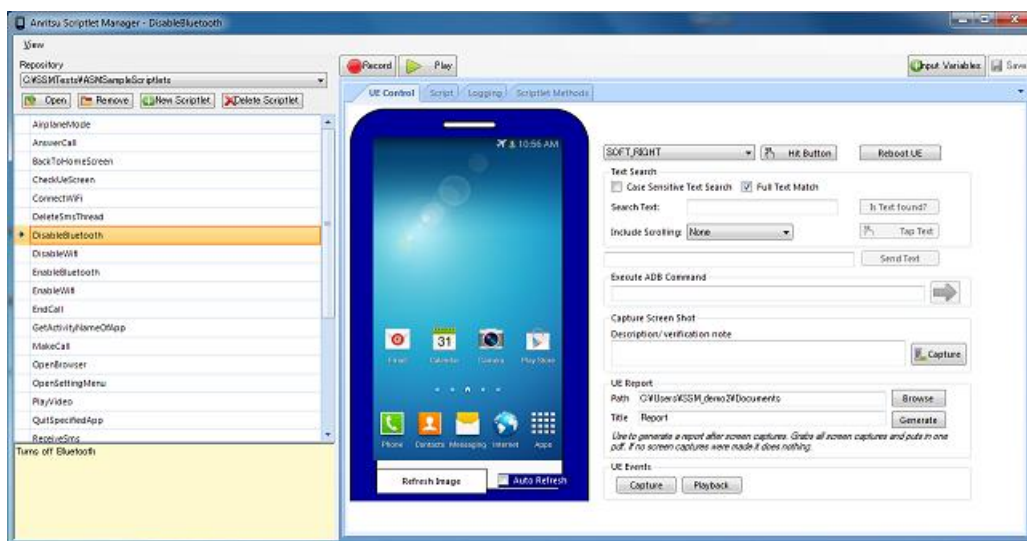 Anritsu Scriptlet Manager - DisableBluetooth
View
Repository
C:¥SSMTests¥ASMSampleScriptlets
Open Remove New Scriptlet Delete Scriptlet
AirplaneMode
AnswerCall
BackToHomeScreen
CheckUeScreen
ConnectWiFi
DeleteSmsThread
DisableBluetooth
DisableWifi
EnableBluetooth
EnableWifi
EndCall
GetActivityNameOfApp
MakeCall
OpenBrowser
OpenSettingMenu
PlayVideo
QuitSpecifiedApp
ReceiveSms
Turns off Bluetooth
Record Play Input Variables Save
UE Control Script Logging Scriptlet Methods
10:56 AM
31
Email Calendar Camera Play Store
Phone Contacts Messaging Internet Apps
Refresh Image Auto Refresh
SOFT_RIGHT Hit Button Reboot UE
Text Search
Case Sensitive Text Search Full Text Match
Search Text: Is Text found?
Include Scrolling: None Tap Text
Send Text
Execute ADB Command
Capture Screen Shot
Description/verification note
Capture
UE Report
Path C:¥Users¥SSM_demo2¥Documents Browse
Title Report Generate
Use to generate a report after screen captures. Grabs all screen captures and puts in one
pdf. If no screen captures were made it does nothing.
UE Events
Capture Playback